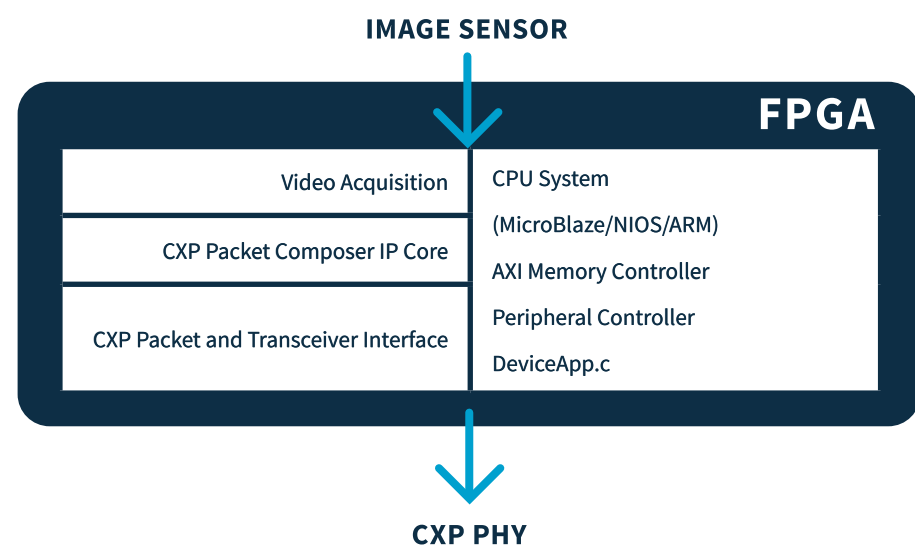 IMAGE SENSOR
FPGA
Video Acquisition
CXP Packet Composer IP Core
CXP Packet and Transceiver Interface
CPU System
(MicroBlaze/NIOS/ARM)
AXI Memory Controller
Peripheral Controller
DeviceApp.c
CXP PHY